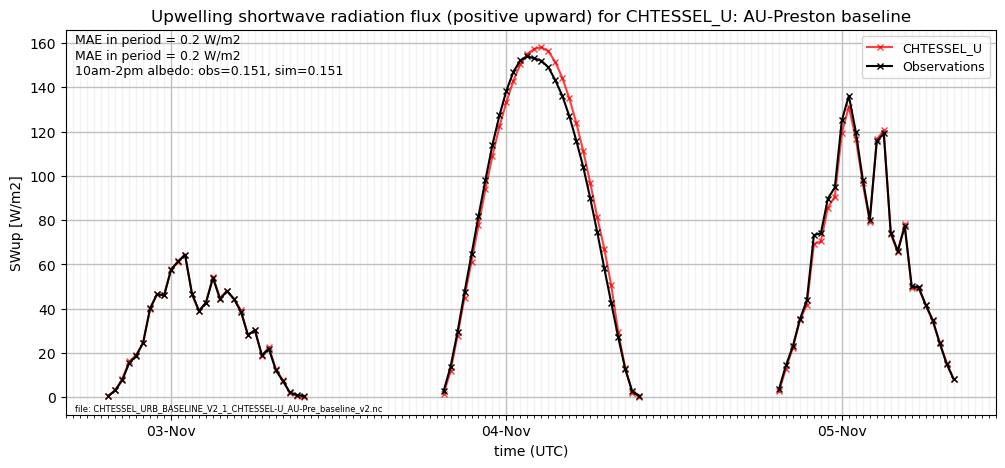 Upwelling shortwave radiation flux (positive upward) for CHTESSEL_U: AU-Preston baseline
MAE in period = 0.2 W/m2
MAE in period = 0.2 W/m2
10am-2pm albedo: obs=0.151, sim=0.151
CHTESSEL_U
Observations
SWup [W/m2]
160
140
120
100
80
60
40
20
0
file: CHTESSEL_URB_BASELINE_V2_1_CHTESSEL-U_AU-Pre_baseline_v2.nc
03-Nov
04-Nov
05-Nov
time (UTC)